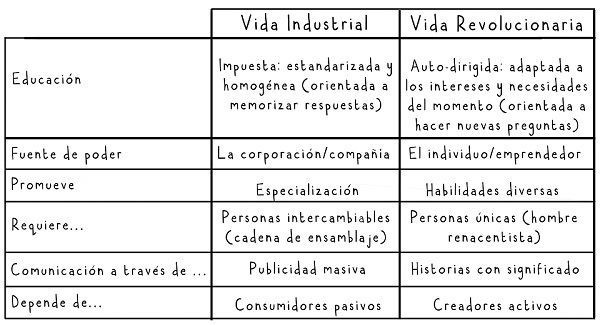 Vida Industrial
Vida Revolucionaria
Educación
Impuesta: estandarizada y
homogénea (orientada a
memorizar respuestas)
Auto-dirigida: adaptada a
los intereses y necesidades
del momento (orientada a
hacer nuevas preguntas)
Fuente de poder
La corporación/compañia
El individuo/emprendedor
Promueve
Especialización
Habilidades diversas
Requiere...
Personas intercambiables
(cadena de ensamblaje)
Personas únicas (hombre
renacentista)
Comunicación a través de ...
Publicidad masiva
Historias con significado
Depende de...
Consumidores pasivos
Creadores activos